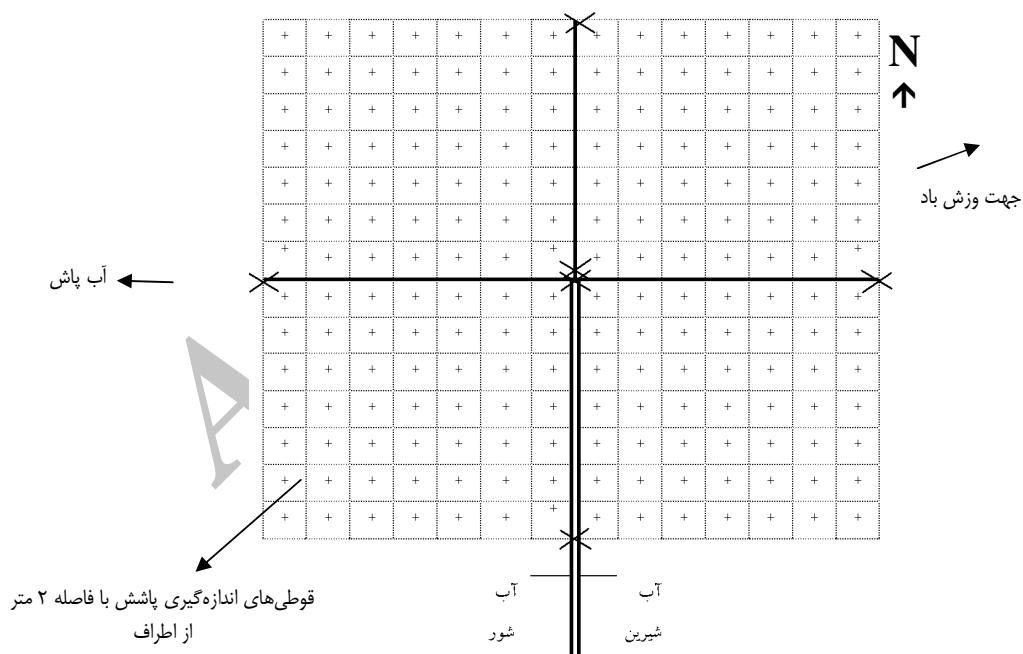 N
جهت وزش باد
آب پاش
قوطی‌های اندازه‌گیری پاشش با فاصله ۲ متر
از اطراف
آب
شور
آب
شیرین
A